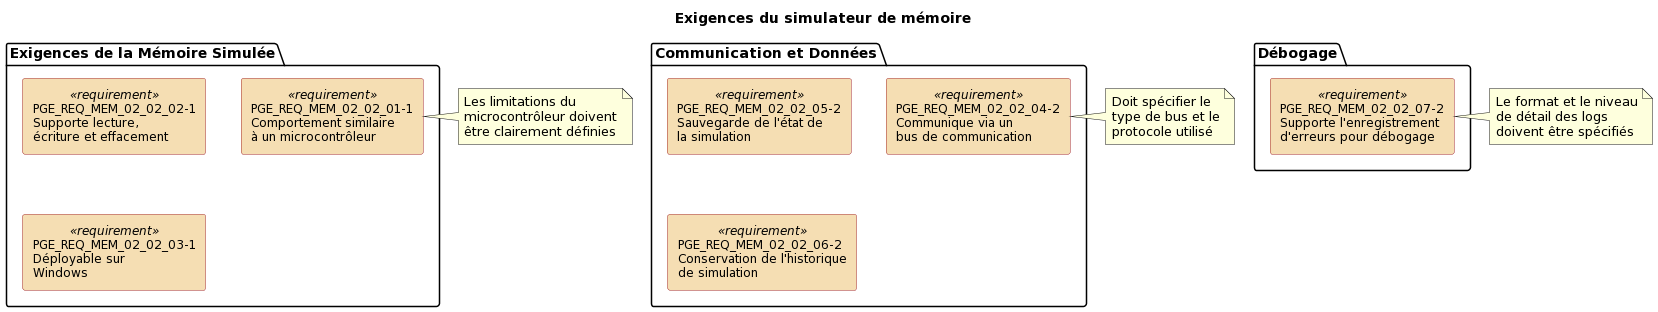 Exigences du simulateur de mémoire
Exigences de la Mémoire Simulée
«requirement»
PGE_REQ_MEM_02_02_02-1
Supporte lecture,
écriture et effacement
«requirement»
PGE_REQ_MEM_02_02_01-1
Comportement similaire
à un microcontrôleur
Les limitations du
microcontrôleur doivent
être clairement définies
«requirement»
PGE_REQ_MEM_02_02_03-1
Déployable sur
Windows
Communication et Données
«requirement»
PGE_REQ_MEM_02_02_05-2
Sauvegarde de l'état de
la simulation
«requirement»
PGE_REQ_MEM_02_02_04-2
Communique via un
bus de communication
Doit spécifier le
type de bus et le
protocole utilisé
«requirement»
PGE_REQ_MEM_02_02_06-2
Conservation de l'historique
de simulation
Débogage
«requirement»
PGE_REQ_MEM_02_02_07-2
Supporte l'enregistrement
d'erreurs pour débogage
Le format et le niveau
de détail des logs
doivent être spécifiés